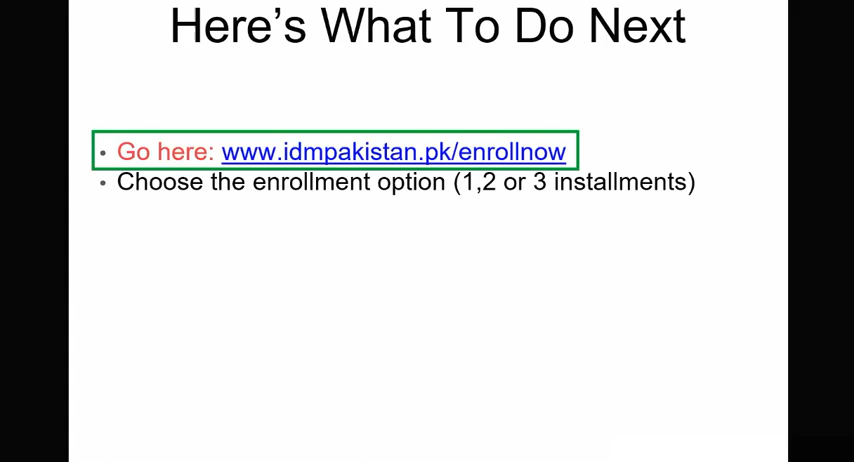 Here’s What To Do Next
• Go here: www.idmpakistan.pk/enrollnow
• Choose the enrollment option (1,2 or 3 installments)